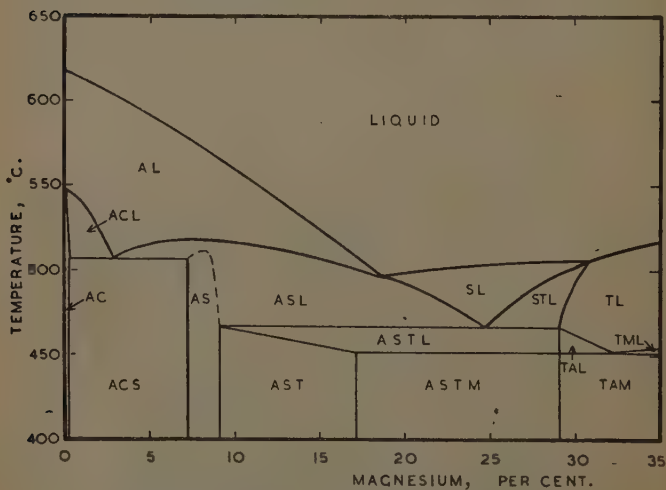 650
600
550
500
450
400
TEMPERATURE, °C.
LIQUID
AL
ACL
AC
AS
ASL
SL
STL
TL
ASTL
TAL
TML
ACS
AST
ASTM
TAM
0 5 10 15 20 25 30 35
MAGNESIUM, PER CENT.